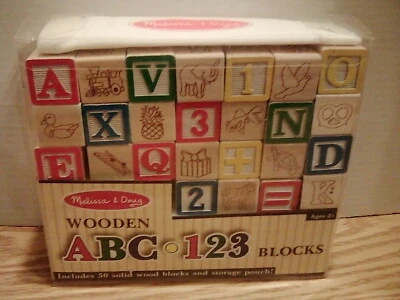 A V 1 O
X 3 N
E Q + D
2 = K
Melissa & Doug
WOODEN
Ages 2+
ABC • 123 BLOCKS
Includes 50 solid wood blocks and storage pouch!